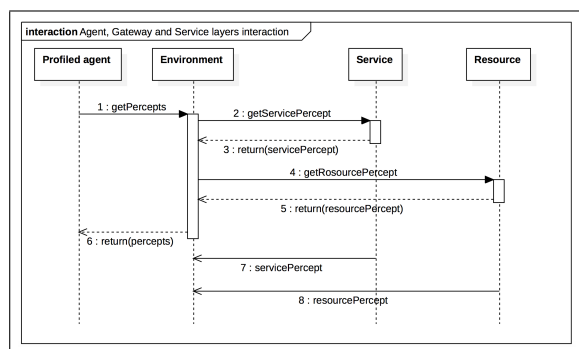 interaction Agent, Gateway and Service layers interaction
Profiled agent
Environment
Service
Resource
1 : getPercepts
2 : getServicePercept
3 : return(servicePercept)
4 : getRosourcePercept
5 : return(resourcePercept)
6 : return(percepts)
7 : servicePercept
8 : resourcePercept